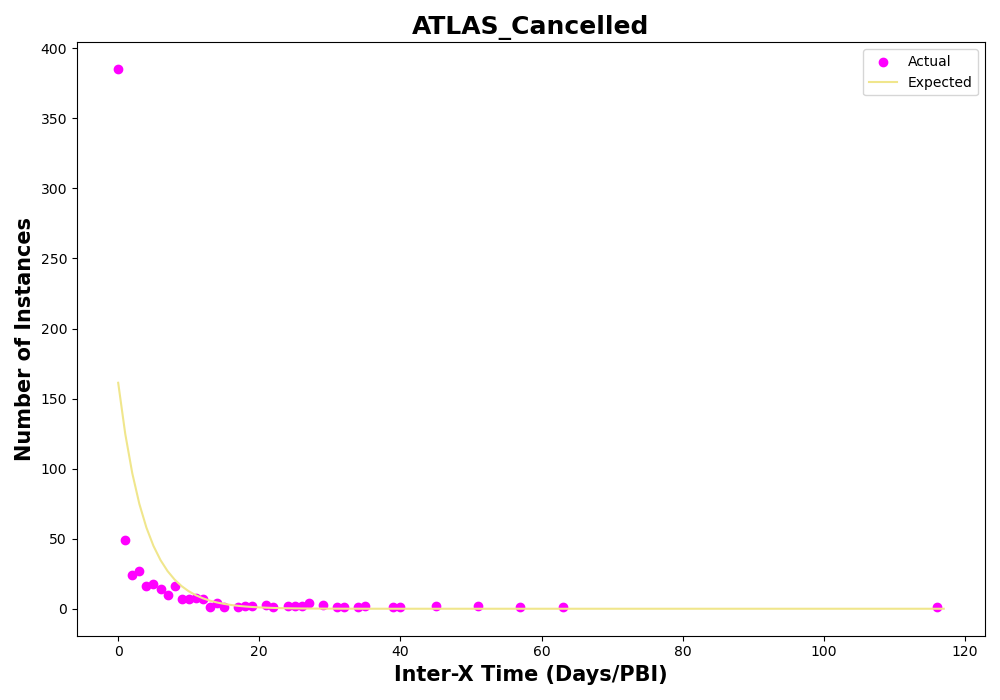 ATLAS_Cancelled
Actual
Expected
Number of Instances
400
350
300
250
200
150
100
50
0
0 20 40 60 80 100 120
Inter-X Time (Days/PBI)